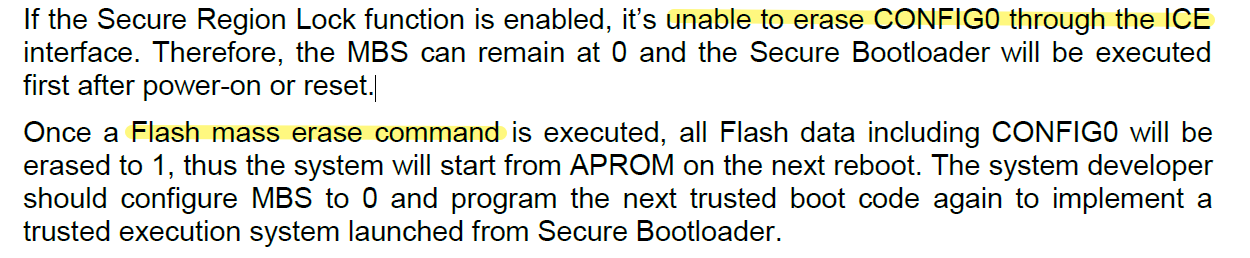 If the Secure Region Lock function is enabled, it’s unable to erase CONFIG0 through the ICE
interface. Therefore, the MBS can remain at 0 and the Secure Bootloader will be executed
first after power-on or reset.
Once a Flash mass erase command is executed, all Flash data including CONFIG0 will be
erased to 1, thus the system will start from APROM on the next reboot. The system developer
should configure MBS to 0 and program the next trusted boot code again to implement a
trusted execution system launched from Secure Bootloader.